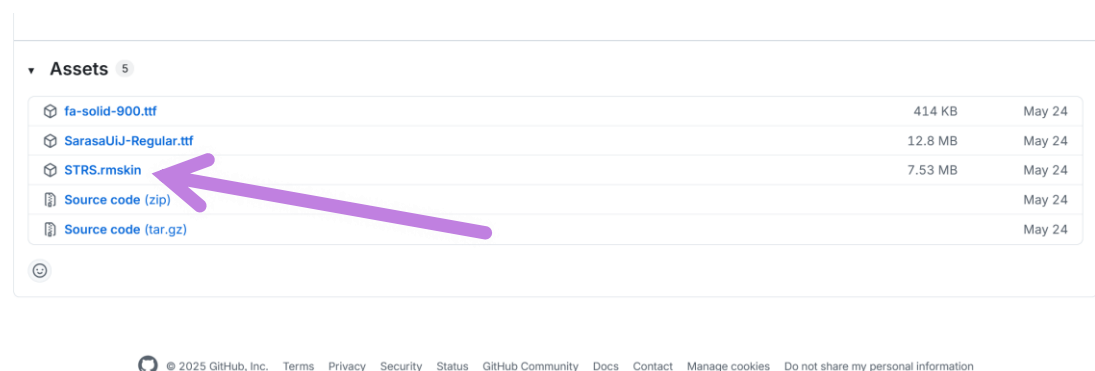 Assets 5
fa-solid-900.ttf 414 KB May 24
SarasaUiJ-Regular.ttf 12.8 MB May 24
STRS.rmskin 7.53 MB May 24
Source code (zip) May 24
Source code (tar.gz) May 24
© 2025 GitHub, Inc. Terms Privacy Security Status GitHub Community Docs Contact Manage cookies Do not share my personal information